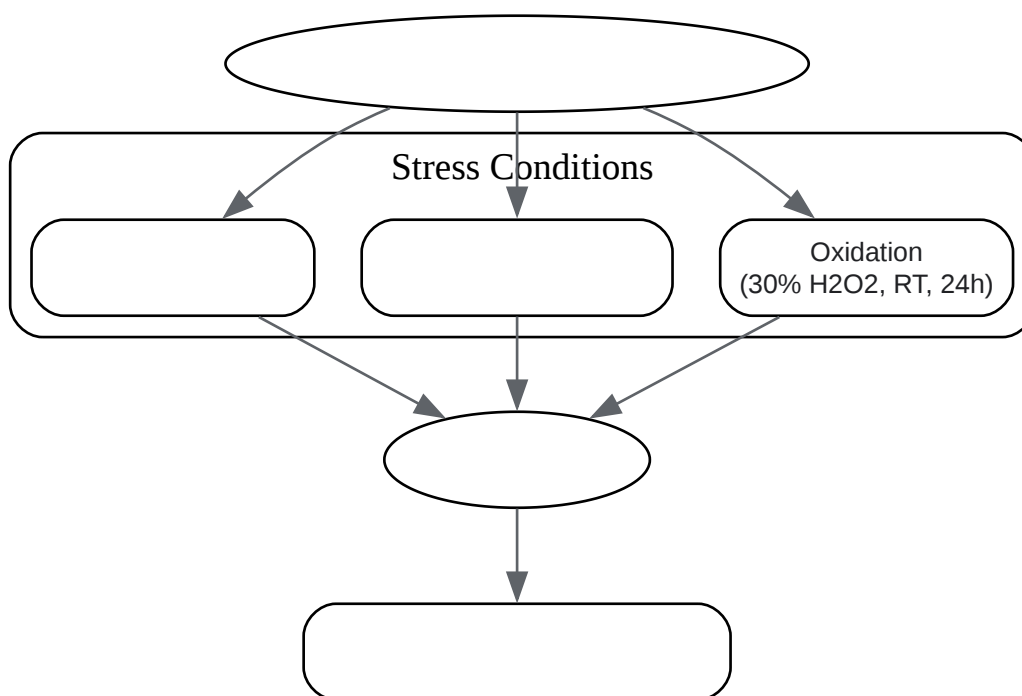 Stress Conditions
Oxidation
(30% H2O2, RT, 24h)